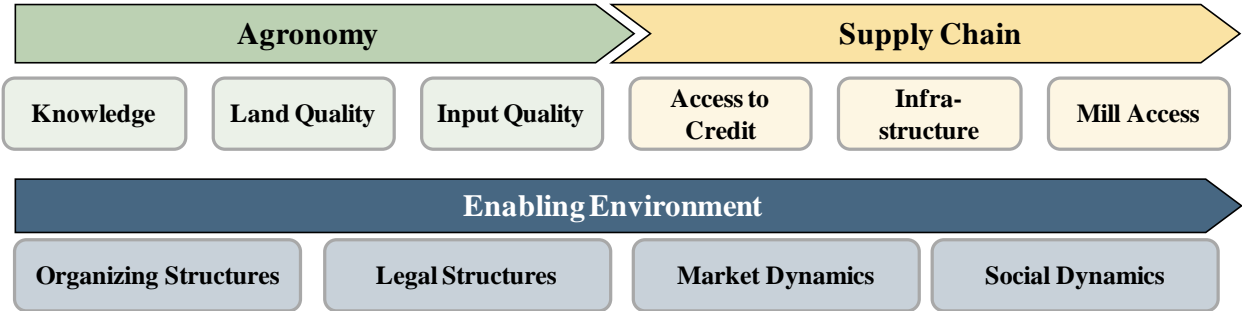 Agronomy
Supply Chain
Knowledge
Land Quality
Input Quality
Access to
Credit
Infra-
structure
Mill Access
Enabling Environment
Organizing Structures
Legal Structures
Market Dynamics
Social Dynamics